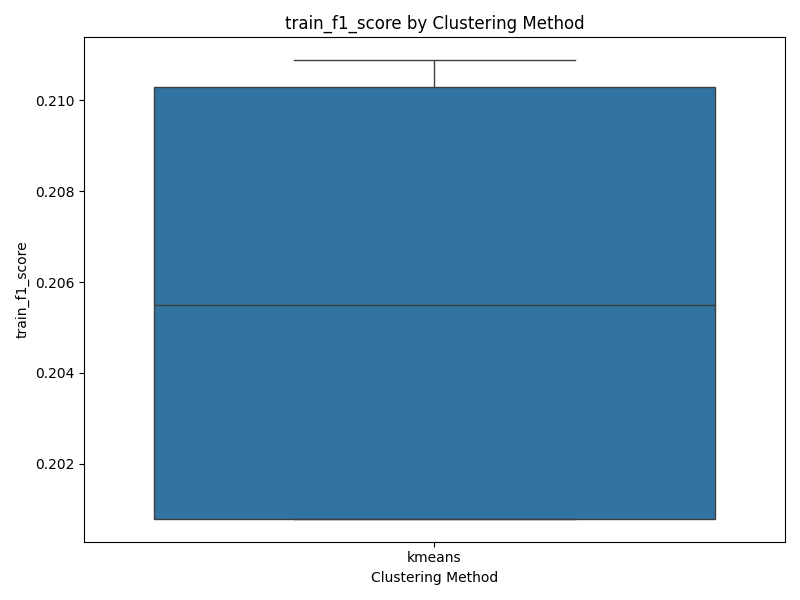 train_f1_score by Clustering Method
0.210
0.208
0.206
0.204
0.202
train_f1_score
kmeans
Clustering Method